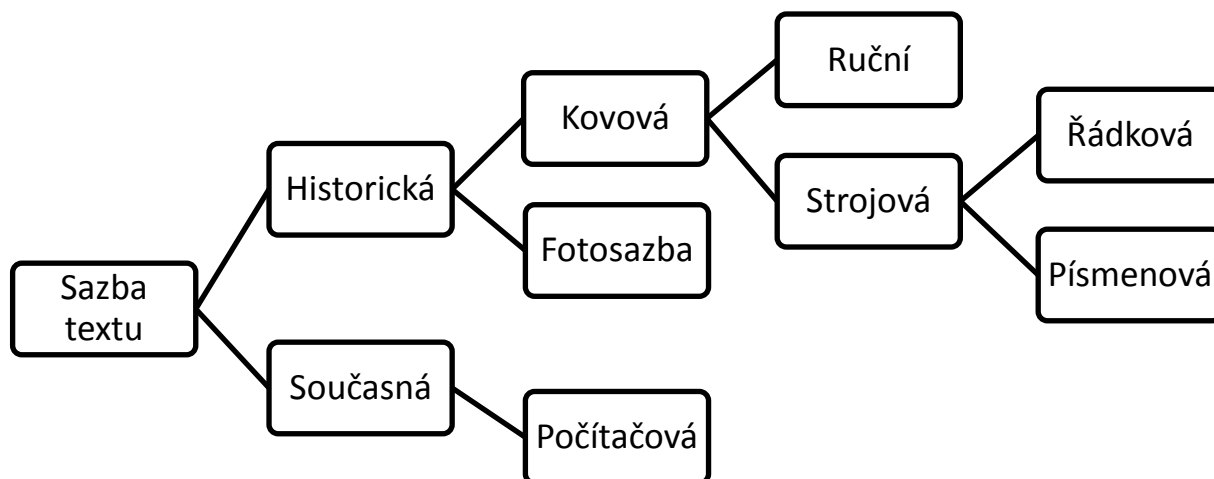 Sazba
textu
Historická
Kovová
Ruční
Strojová
Řádková
Písmenová
Fotosazba
Současná
Počítačová